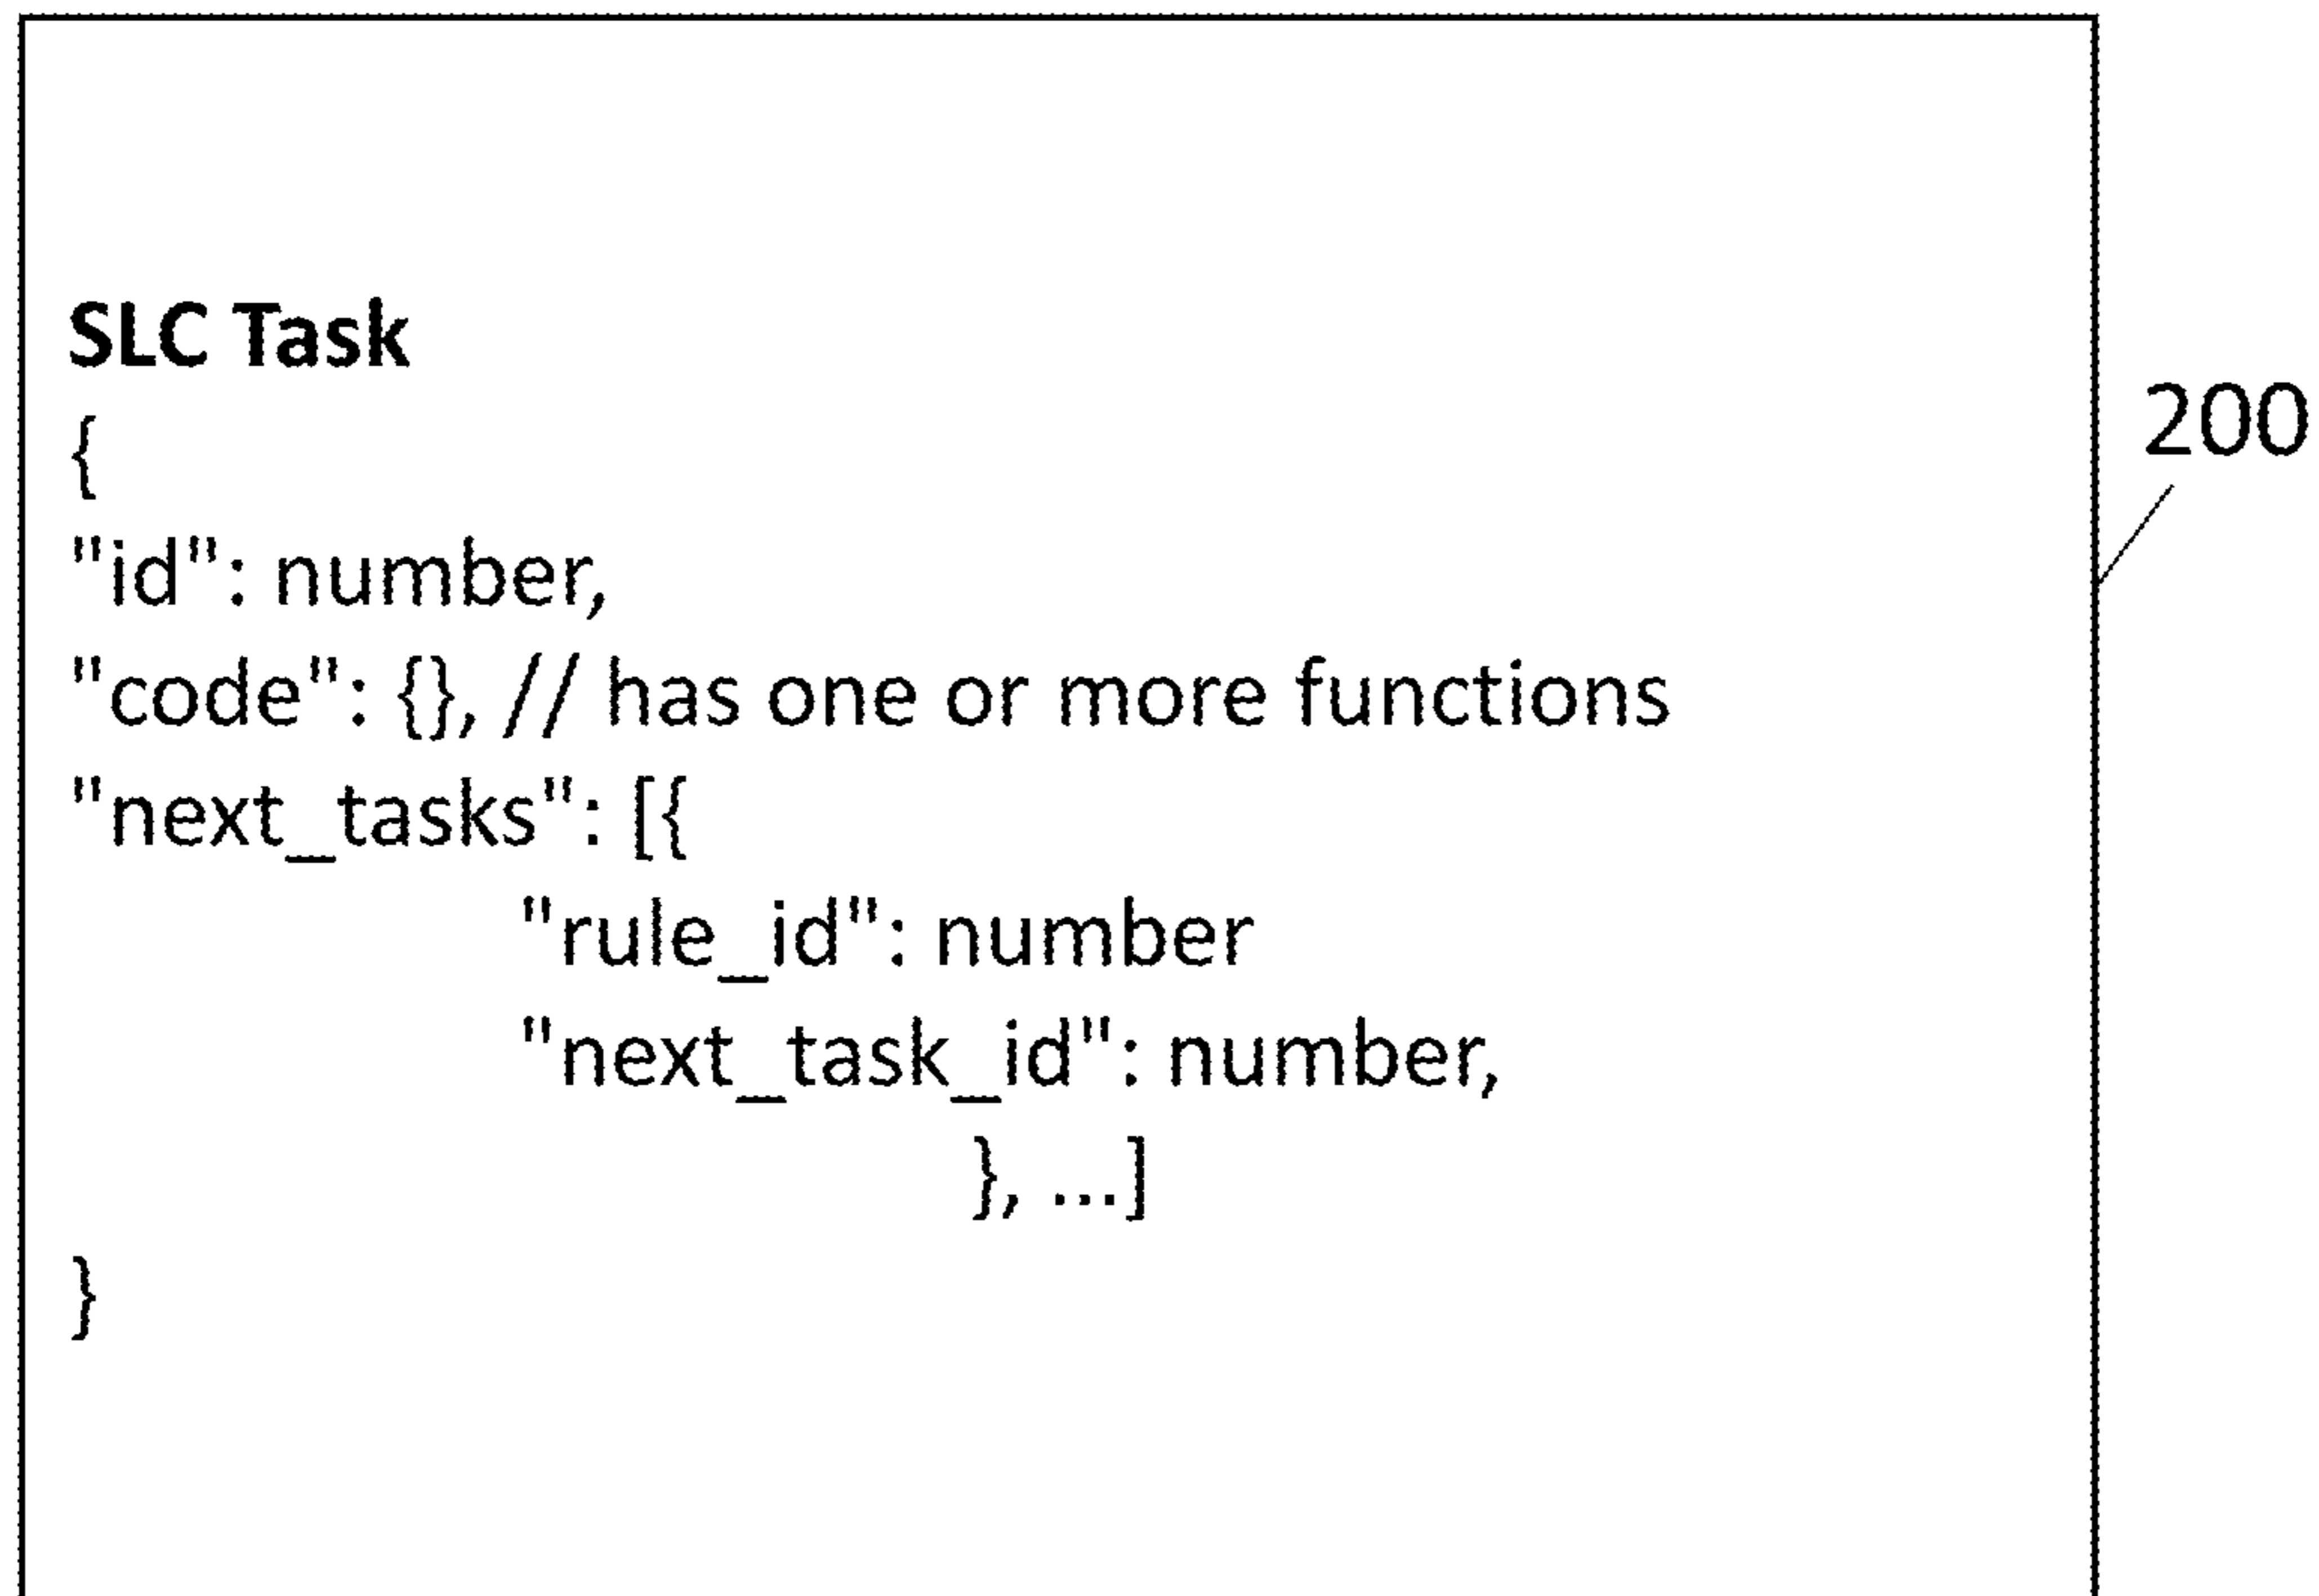 SLC Task
{
"id": number,
"code": {}, // has one or more functions
"next_tasks": [{
"rule_id": number
"next_task_id": number,
}, ...]
}
200